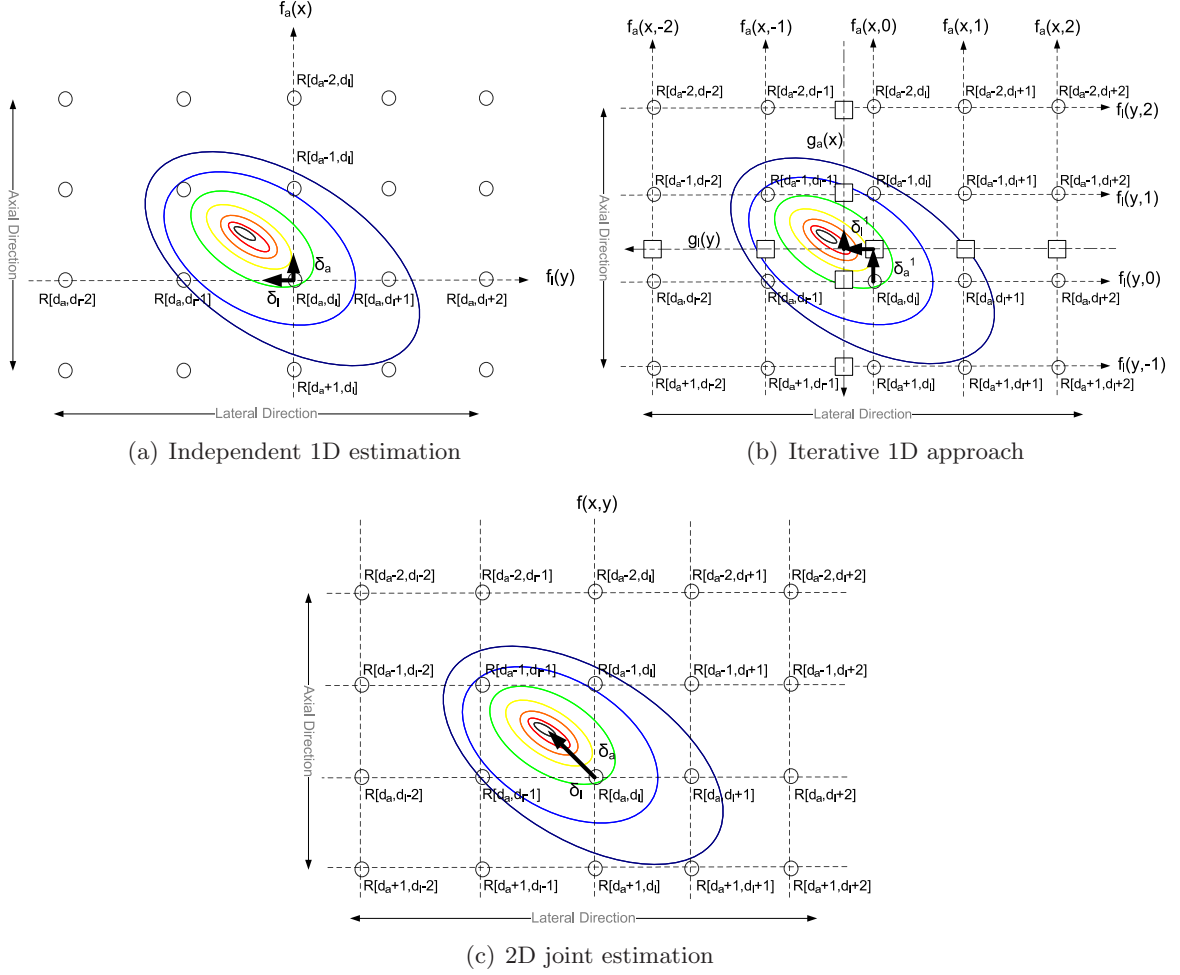 f_a(x)
R[d_a-2,d_l]
R[d_a-1,d_l]
Axial Direction
δ_a
δ_l
f_l(y)
R[d_a,d_l-2] R[d_a,d_l-1] R[d_a,d_l] R[d_a,d_l+1] R[d_a,d_l+2]
R[d_a+1,d_l]
Lateral Direction
(a) Independent 1D estimation
f_a(x,-2) f_a(x,-1) f_a(x,0) f_a(x,1) f_a(x,2)
R[d_a-2,d_l-2] R[d_a-2,d_l-1] R[d_a-2,d_l] R[d_a-2,d_l+1] R[d_a-2,d_l+2]
f_l(y,2)
g_a(x)
R[d_a-1,d_l-2] R[d_a-1,d_l-1] R[d_a-1,d_l] R[d_a-1,d_l+1] R[d_a-1,d_l+2]
f_l(y,1)
Axial Direction
g_l(y)
δ_l^1
δ_a^1
f_l(y,0)
R[d_a,d_l-2] R[d_a,d_l-1] R[d_a,d_l] R[d_a,d_l+1] R[d_a,d_l+2]
f_l(y,-1)
R[d_a+1,d_l-2] R[d_a+1,d_l-1] R[d_a+1,d_l] R[d_a+1,d_l+1] R[d_a+1,d_l+2]
Lateral Direction
(b) Iterative 1D approach
f(x,y)
R[d_a-2,d_l-2] R[d_a-2,d_l-1] R[d_a-2,d_l] R[d_a-2,d_l+1] R[d_a-2,d_l+2]
R[d_a-1,d_l-2] R[d_a-1,d_l-1] R[d_a-1,d_l] R[d_a-1,d_l+1] R[d_a-1,d_l+2]
Axial Direction
δ_a
δ_l
R[d_a,d_l-2] R[d_a,d_l-1] R[d_a,d_l] R[d_a,d_l+1] R[d_a,d_l+2]
R[d_a+1,d_l-2] R[d_a+1,d_l-1] R[d_a+1,d_l] R[d_a+1,d_l+1] R[d_a+1,d_l+2]
Lateral Direction
(c) 2D joint estimation